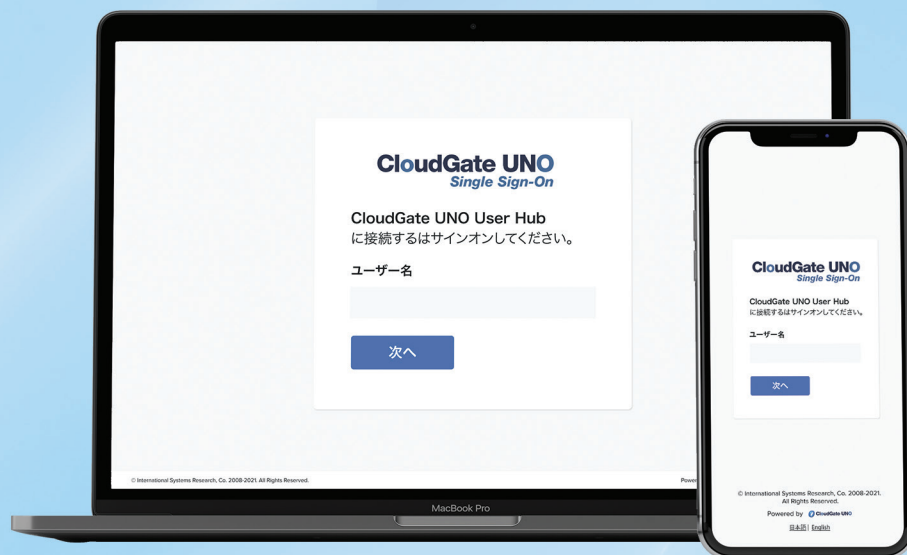 CloudGate UNO
Single Sign-On
CloudGate UNO User Hub
に接続するはサインオンしてください。
ユーザー名
次へ
© International Systems Research, Co. 2008-2021. All Rights Reserved.
Power
MacBook Pro
CloudGate UNO
Single Sign-On
CloudGate UNO User Hub
に接続するはサインオンしてください。
ユーザー名
次へ
© International Systems Research, Co. 2008-2021.
All Rights Reserved.
Powered by CloudGate UNO
日本語 | English